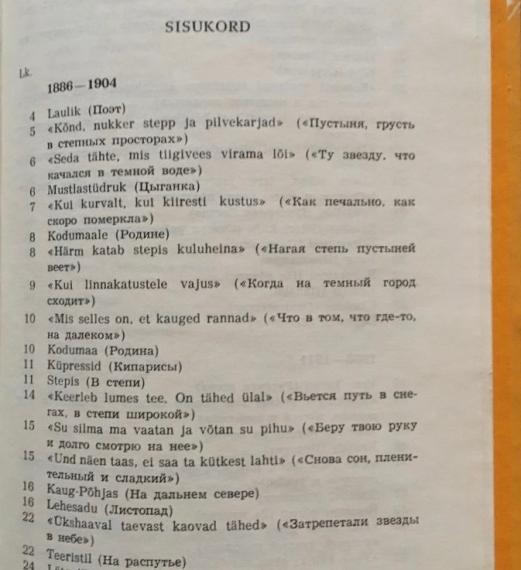 SISUKORD
Lk.
1886—1904
4 Laulik (Поэт)
5 «Kõnd, nukker stepp ja pilvekarjad» («Пустыня, грусть
в степных просторах»)
6 «Seda tähte, mis tiigivees virama lõi» («Ту звезду, что
качался в темной воде»)
6 Mustlastüdruk (Цыганка)
7 «Kui kurvalt, kui kiiresti kustus» («Как печально, как
скоро померкла»)
8 Kodumaale (Родине)
8 «Härm katab stepis kuluheina» («Нагая степь пустыней
веет»)
9 «Kui linnakatustele vajus» («Когда на темный город
сходит»)
10 «Mis selles on, et kauged rannad» («Что в том, что где-то,
на далеком»)
10 Kodumaa (Родина)
11 Küpressid (Кипарисы)
11 Stepis (В степи)
14 «Keerleb lumes tee. On tähed ülal» («Вьется путь в сне-
гах, в степи широкой»)
15 «Su silma ma vaatan ja võtan su pihu» («Беру твою руку
и долго смотрю на нее»)
15 «Und näen taas, ei saa ta kütkest lahti» («Снова сон, плени-
тельный и сладкий»)
16 Kaug-Põhjas (На дальнем севере)
16 Lehesadu (Листопад)
22 «Ükshaaval taevast kaovad tähed» («Затрепетали звезды
в небе»)
22 Teeristil (На распутье)
24